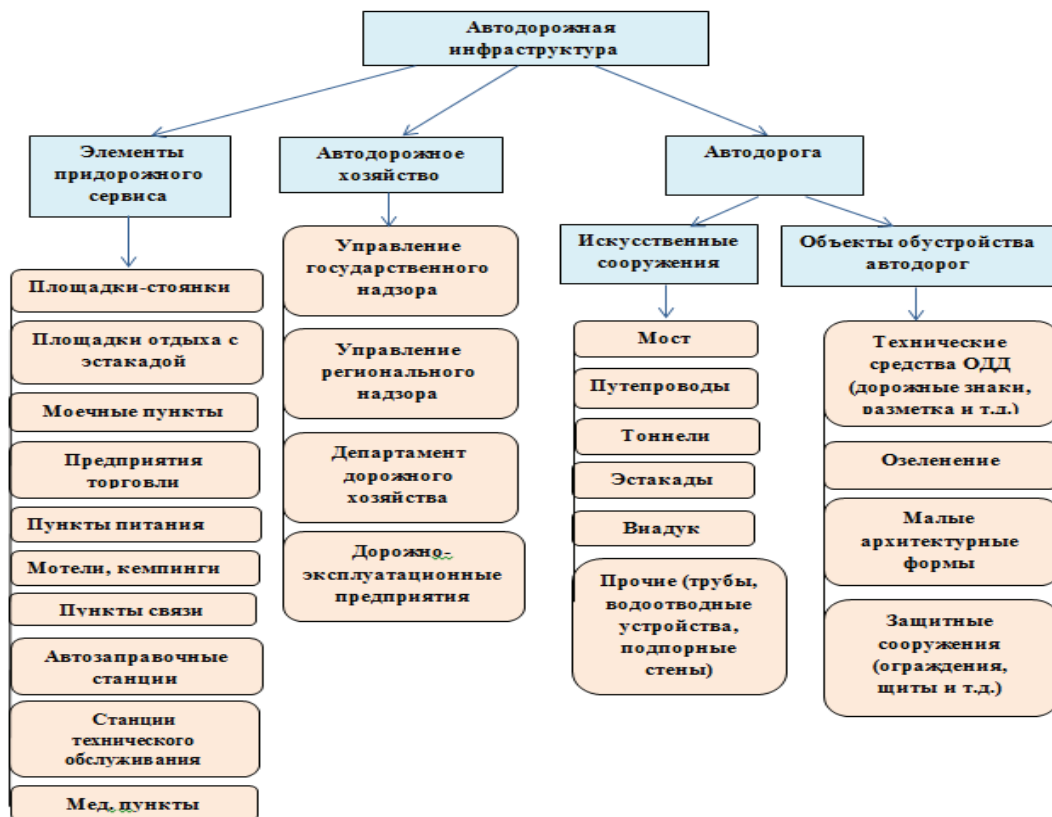 Автодорожная
инфраструктура
Элементы
придорожного
сервиса
Площадки-стоянки
Площадки отдыха с
эстакадой
Моечные пункты
Предприятия
торговли
Пункты питания
Мотели, кемпинги
Пункты связи
Автозаправочные
станции
Станции
технического
обслуживания
Мед. пункты
Автодорожное
хозяйство
Управление
государственного
надзора
Управление
регионального
надзора
Департамент
дорожного
хозяйства
Дорожно-
эксплуатационные
предприятия
Автодорога
Искусственные
сооружения
Мост
Путепроводы
Тоннели
Эстакады
Виадук
Прочие (трубы,
водоотводные
устройства,
подпорные
стены)
Объекты обустройства
автодорог
Технические
средства ОДД
(дорожные знаки,
разметка и т.д.)
Озеленение
Малые
архитектурные
формы
Защитные
сооружения
(ограждения,
щиты и т.д.)